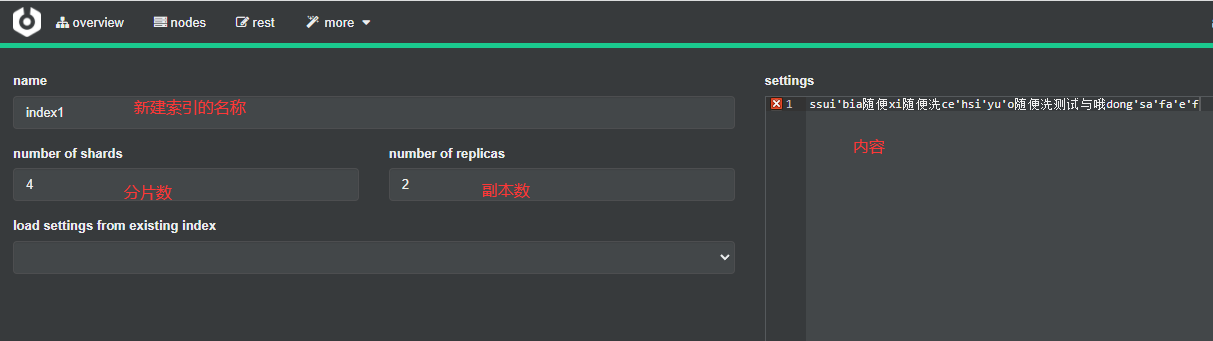 overview nodes rest more
name
index1 新建索引的名称
number of shards number of replicas
4 分片数 2 副本数
load settings from existing index
settings
1 ssui'bia随便xi随便洗ce'hsi'yu'o随便洗测试与哦dong'sa'fa'e'f
内容